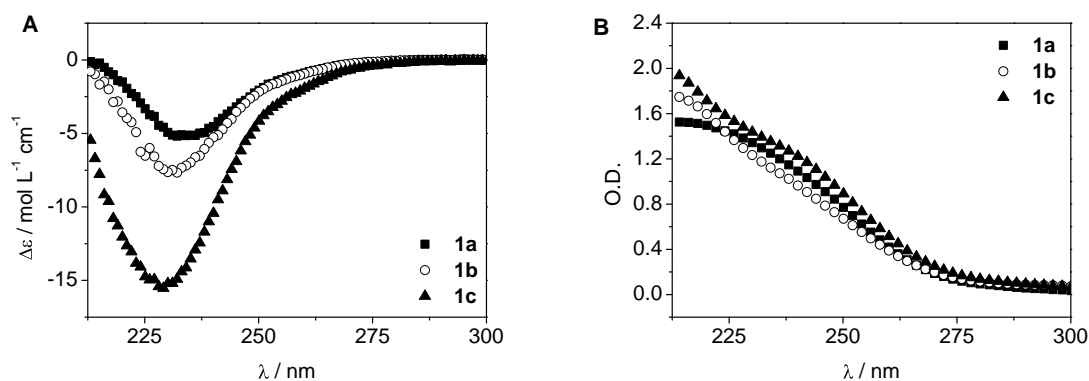 A
0
-5
-10
-15
Δε / mol L⁻¹ cm⁻¹
1a
1b
1c
225 250 275 300
λ / nm
B
2.4
2.0
1.6
1.2
0.8
0.4
0.0
O.D.
1a
1b
1c
225 250 275 300
λ / nm